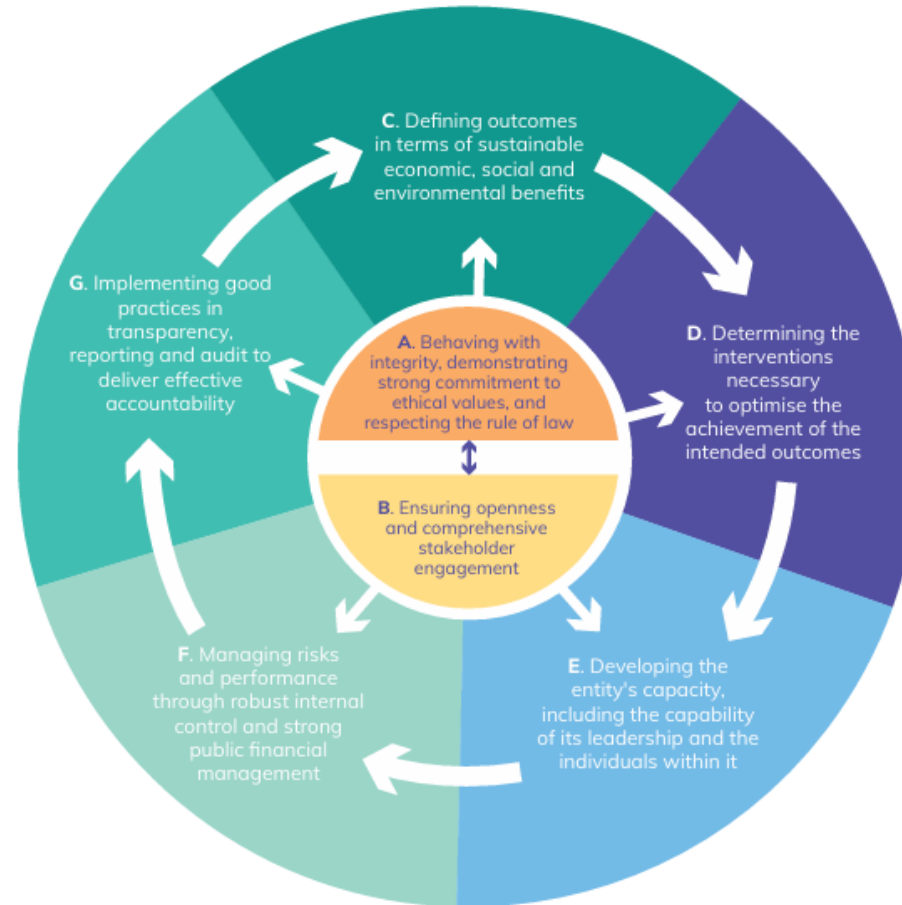 C. Defining outcomes
in terms of sustainable
economic, social and
environmental benefits
G. Implementing good
practices in
transparency,
reporting and audit to
deliver effective
accountability
A. Behaving with
integrity, demonstrating
strong commitment to
ethical values, and
respecting the rule of law
D. Determining the
interventions
necessary
to optimise the
achievement of the
intended outcomes
B. Ensuring openness
and comprehensive
stakeholder
engagement
F. Managing risks
and performance
through robust internal
control and strong
public financial
management
E. Developing the
entity's capacity,
including the capability
of its leadership and the
individuals within it